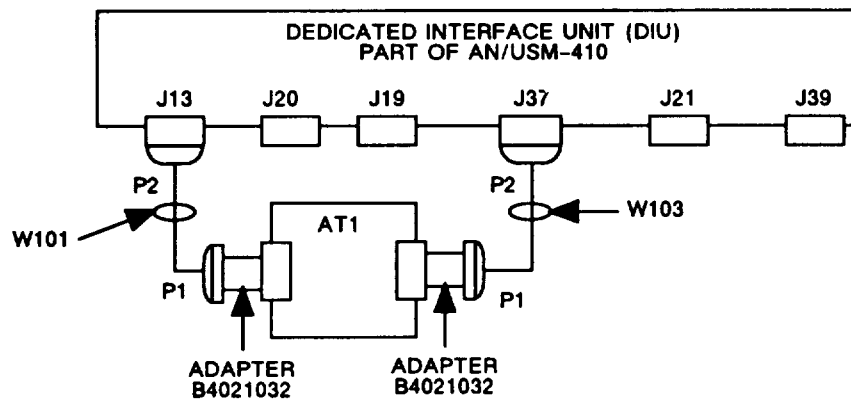 DEDICATED INTERFACE UNIT (DIU)
PART OF AN/USM-410
J13
J20
J19
J37
J21
J39
P2
P2
W101
W103
AT1
P1
P1
ADAPTER
B4021032
ADAPTER
B4021032